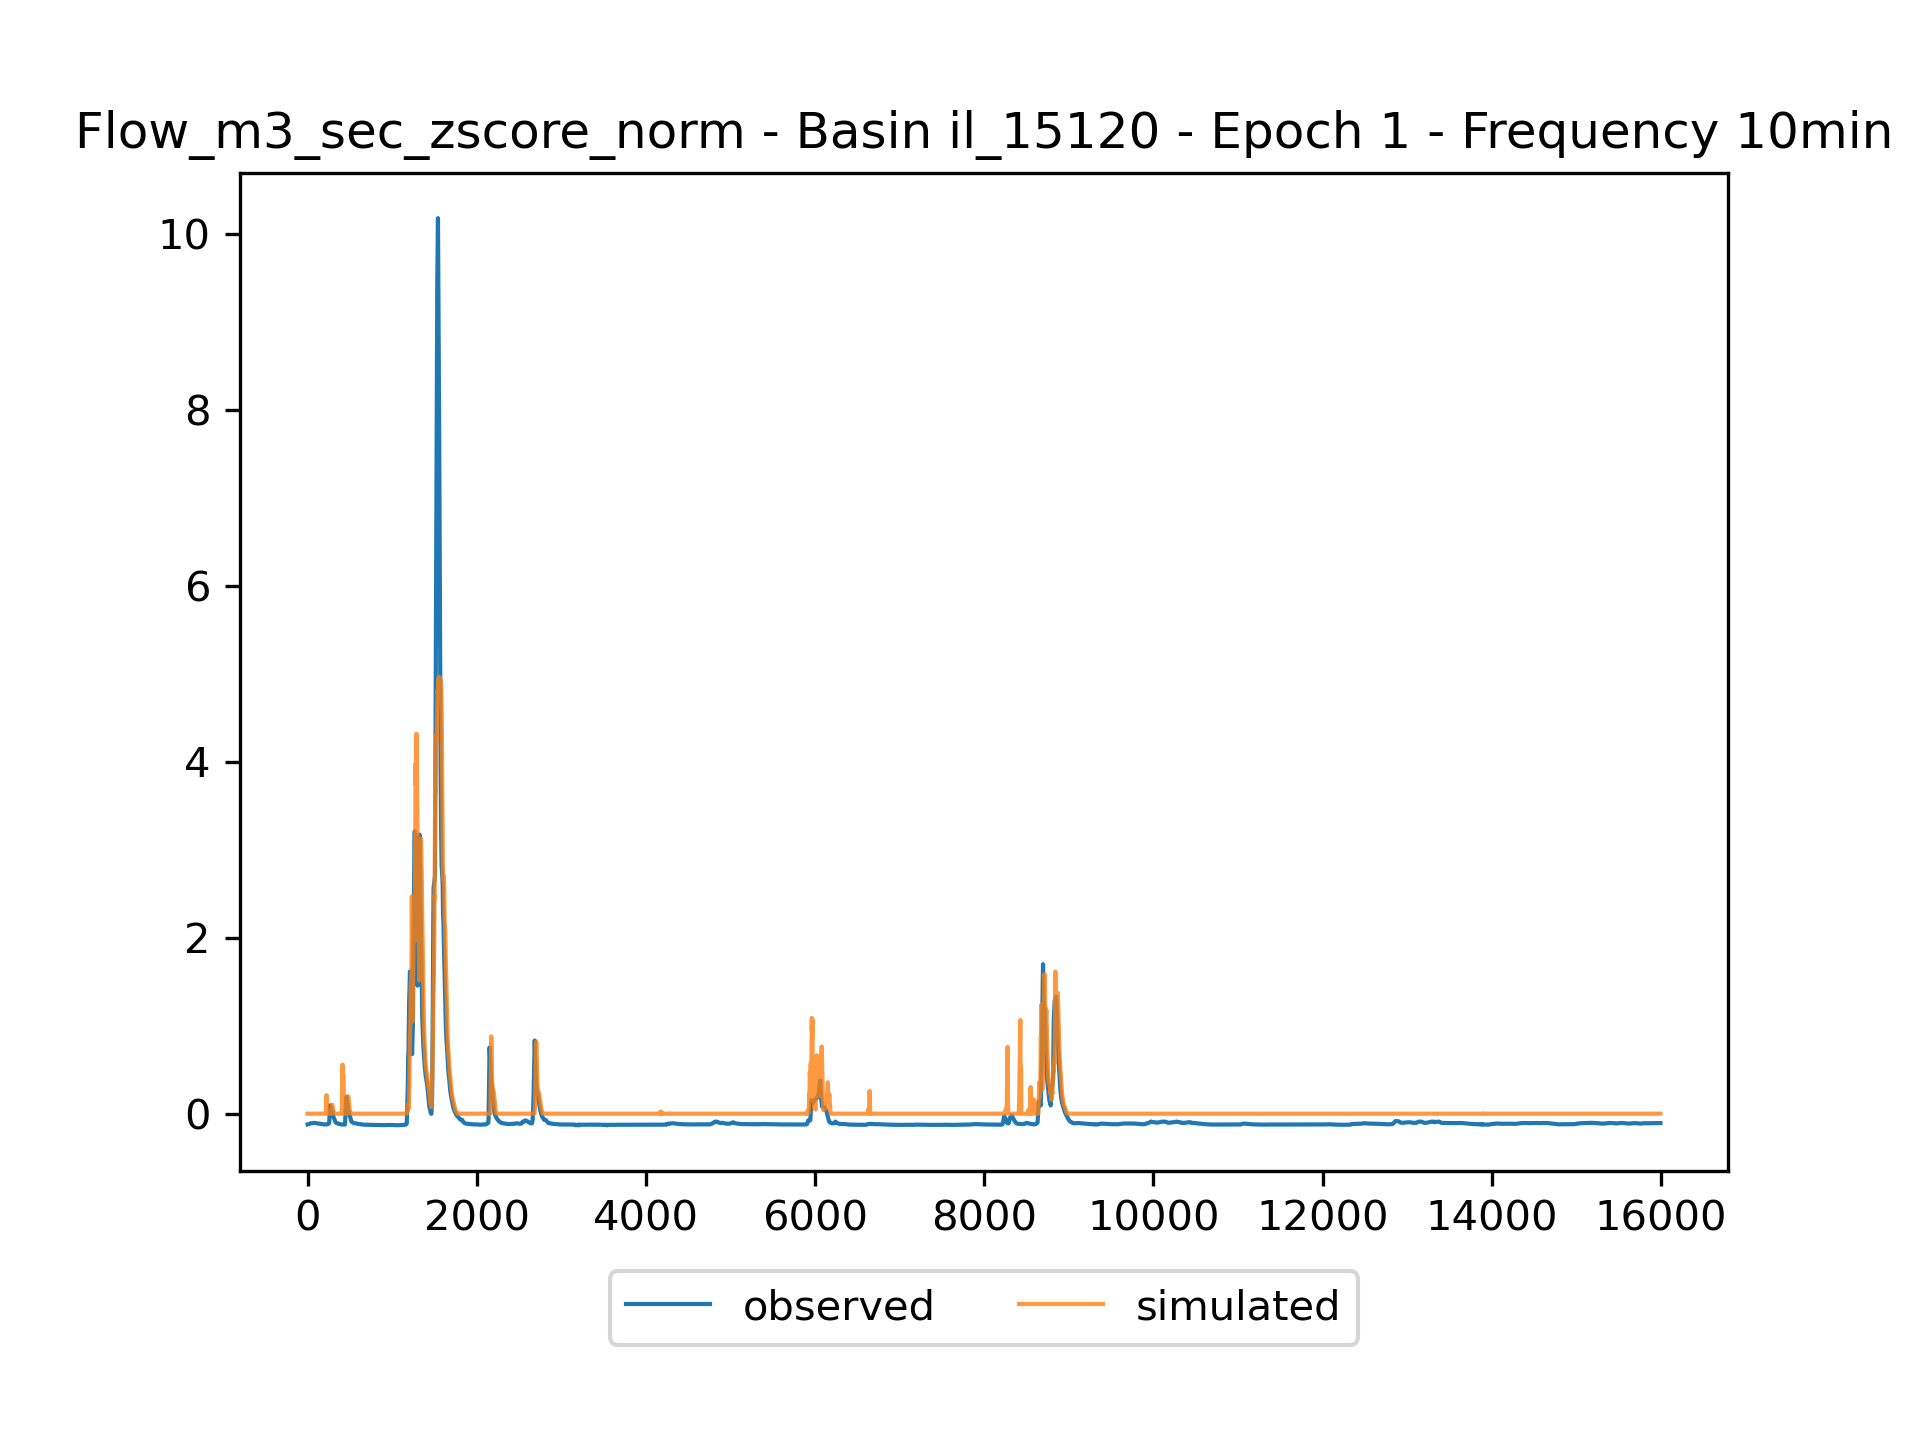 Flow_m3_sec_zscore_norm - Basin il_15120 - Epoch 1 - Frequency 10min
10
8
6
4
2
0
0 2000 4000 6000 8000 10000 12000 14000 16000
observed simulated